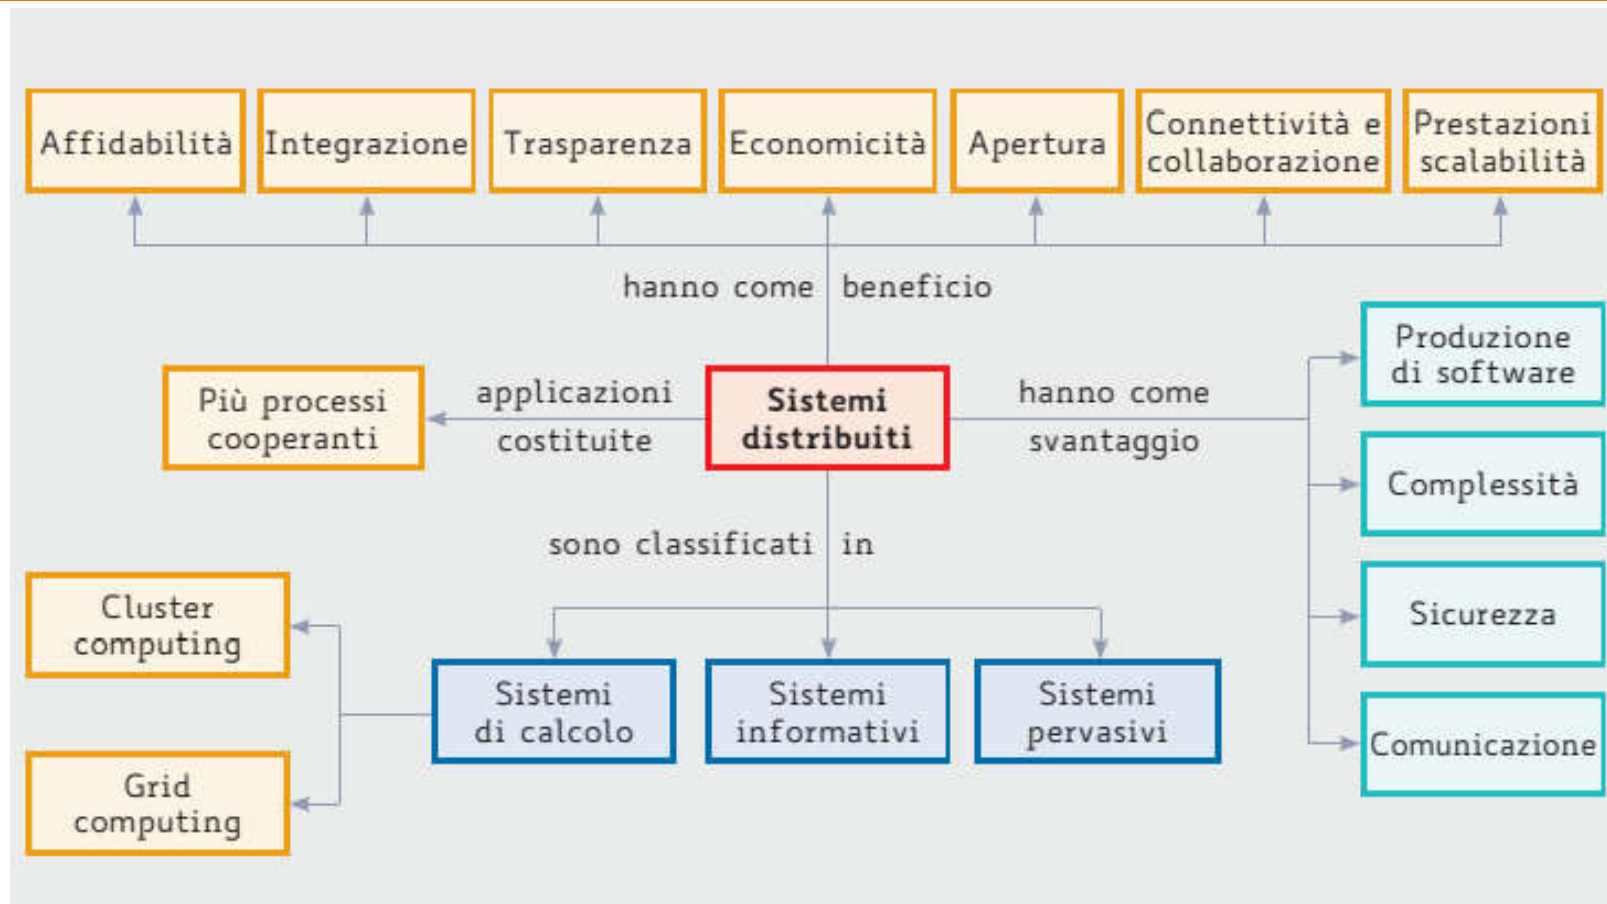 Affidabilità
Integrazione
Trasparenza
Economicità
Apertura
Connettività e
collaborazione
Prestazioni
scalabilità
hanno come beneficio
Più processi
cooperanti
applicazioni
costituite
Sistemi
distribuiti
hanno come
svantaggio
Produzione
di software
Complessità
Sicurezza
Comunicazione
sono classificati in
Cluster
computing
Grid
computing
Sistemi
di calcolo
Sistemi
informativi
Sistemi
pervasivi